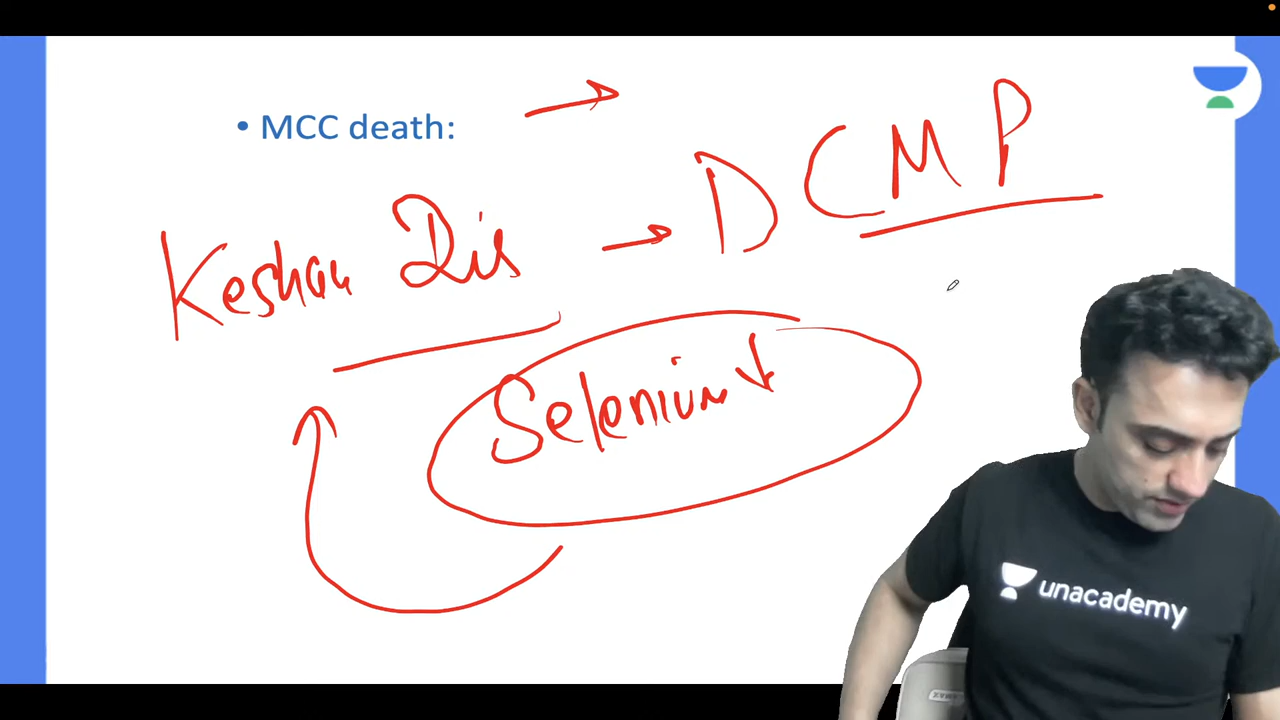 • MCC death:
DCMP
Keshan Dis
Selenium ↓
unacademy